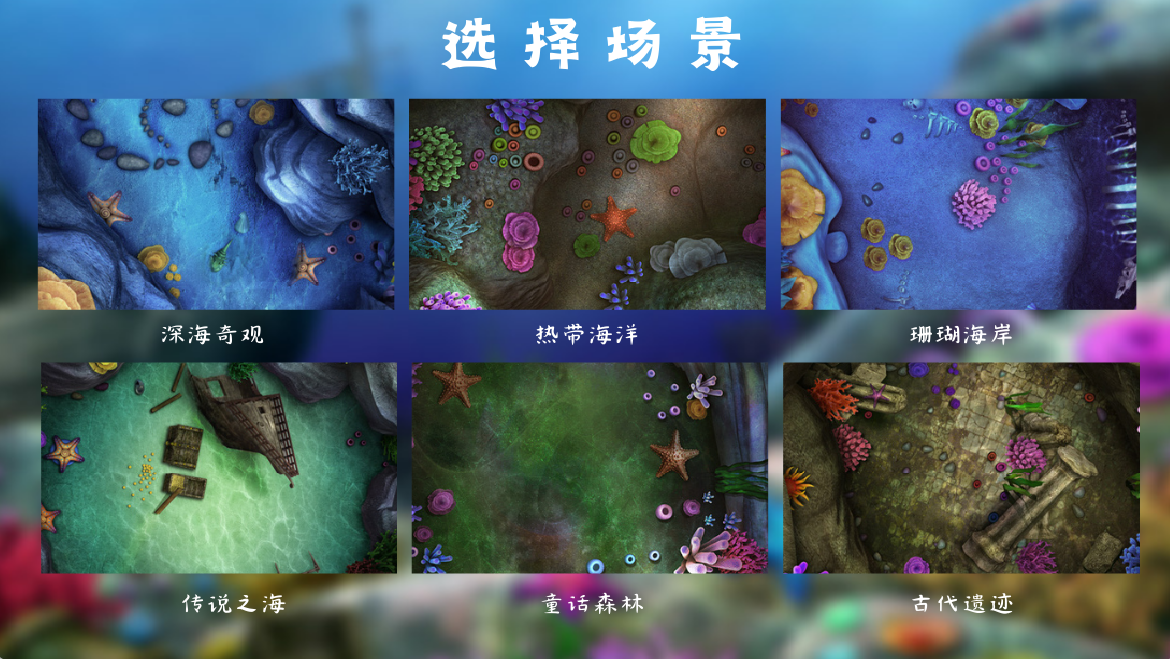 选择场景
深海奇观
热带海洋
珊瑚海岸
传说之海
童话森林
古代遗迹